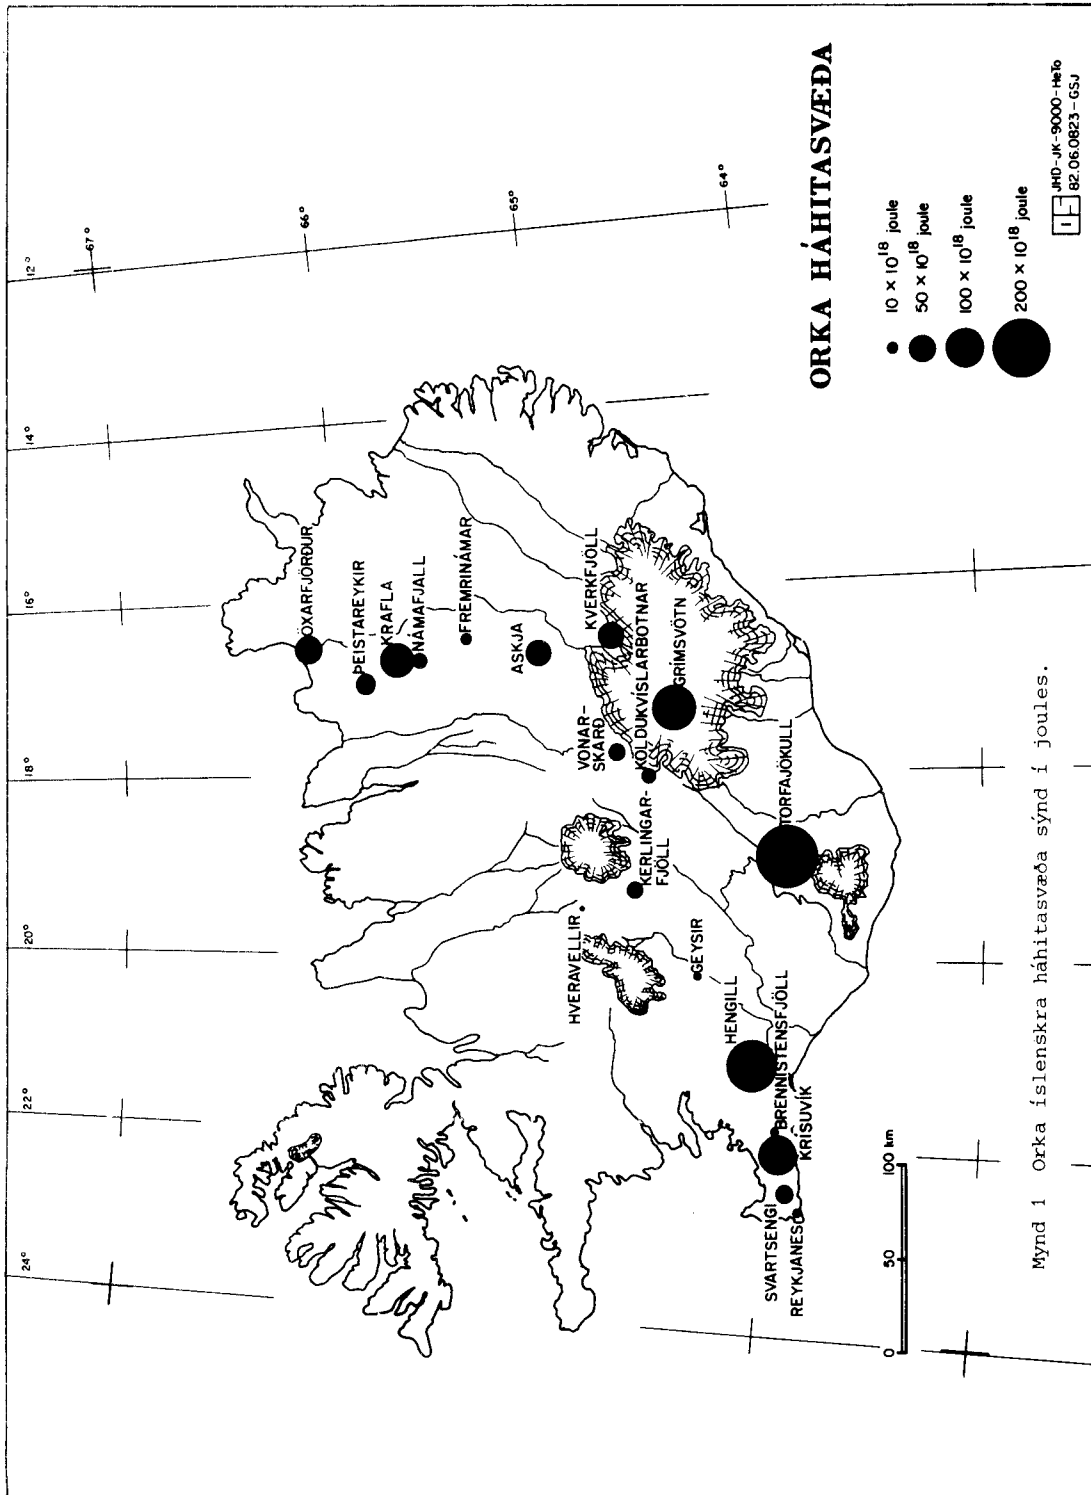 24°
22°
20°
18°
16°
14°
12°
67°
66°
65°
64°
ÖXARFJÖRÐUR
ÞEISTAREYKIR
KRAFLA
NÁMAFJALL
FREMRINÁMAR
ASKJA
KVERKFJÖLL
VONAR-
SKARÐ
KÖLDUKVÍSLARBOTNAR
GRÍMSVÖTN
HVERAVELLIR
KERLINGAR-
FJÖLL
GEYSIR
TORFAJÖKULL
HENGILL
BRENNISTENSFJÖLL
KRÍSUVÍK
SVARTSENGI
REYKJANES
0 50 100 km
ORKA HÁHITASVÆÐA
10 × 10¹⁸ joule
50 × 10¹⁸ joule
100 × 10¹⁸ joule
200 × 10¹⁸ joule
JHD-JK-9000-HeTo
82.06.0823-GSJ
Mynd 1 Orka íslenskra háhitasvæða sýnd í joules.